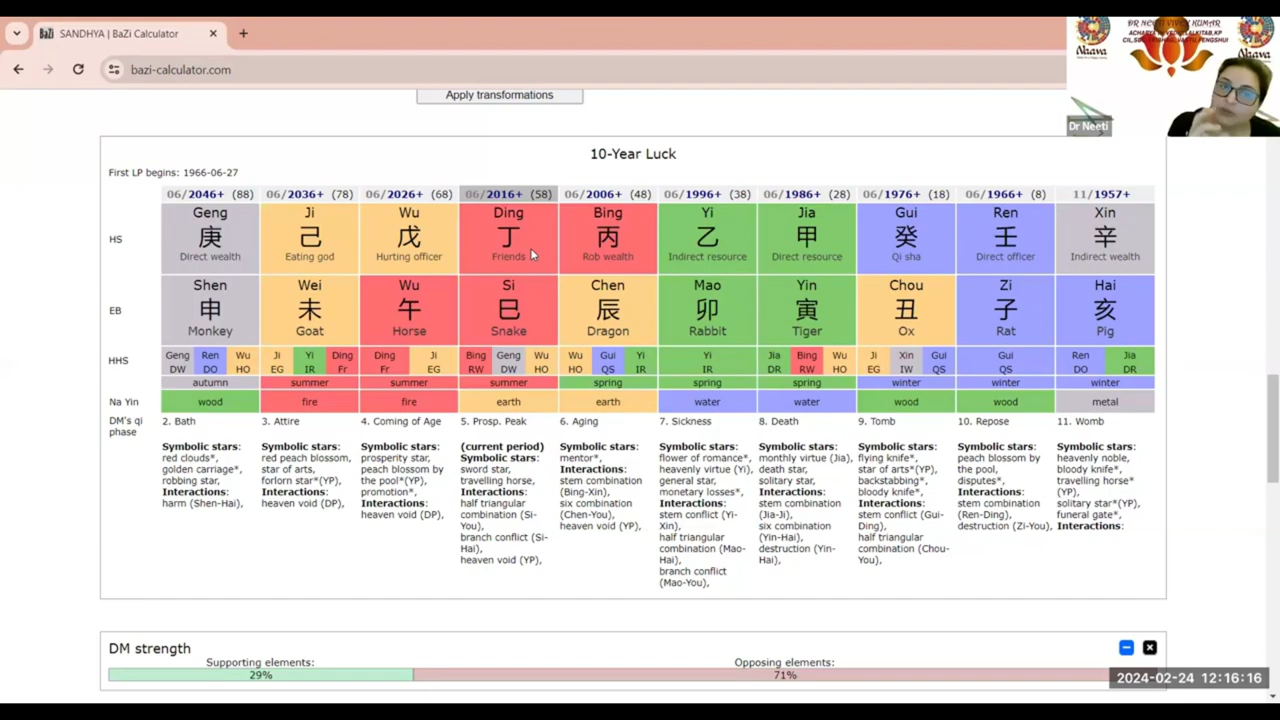 SANDHYA | BaZi Calculator
bazi-calculator.com
DR NEETI VIVEK KUMAR
Nhava
Nhava
Dr Neeti
Apply transformations
10-Year Luck
First LP begins: 1966-06-27
06/2046+ (88) 06/2036+ (78) 06/2026+ (68) 06/2016+ (58) 06/2006+ (48) 06/1996+ (38) 06/1986+ (28) 06/1976+ (18) 06/1966+ (8) 11/1957+
Geng Ji Wu Ding Bing Yi Jia Gui Ren Xin
HS 庚 己 戊 丁 丙 乙 甲 癸 壬 辛
Direct wealth Eating god Hurting officer Friends Rob wealth Indirect resource Direct resource Qi sha Direct officer Indirect wealth
Shen Wei Wu Si Chen Mao Yin Chou Zi Hai
EB 申 未 午 巳 辰 卯 寅 丑 子 亥
Monkey Goat Horse Snake Dragon Rabbit Tiger Ox Rat Pig
HHS Geng Ren Wu Ji Yi Ding Ding Ji Bing Geng Wu Wu Gui Yi Yi Jia Bing Wu Ji Xin Gui Gui Ren Jia
DW DO HO EG IR Fr Fr EG RW DW HO HO QS IR IR DR RW HO EG IW QS QS DO DR
autumn summer summer summer spring spring spring winter winter winter
Na Yin wood fire fire earth earth water water wood wood metal
DM's qi phase
2. Bath
Symbolic stars:
red clouds*,
golden carriage*,
robbing star,
Interactions:
harm (Shen-Hai),
3. Attire
Symbolic stars:
red peach blossom,
star of arts,
forlorn star*(YP),
Interactions:
heaven void (DP),
4. Coming of Age
Symbolic stars:
prosperity star,
peach blossom by
the pool*(YP),
promotion*,
Interactions:
heaven void (DP),
5. Prosp. Peak
(current period)
Symbolic stars:
sword star,
travelling horse,
Interactions:
half triangular
combination (Si-
You),
branch conflict (Si-
Hai),
heaven void (YP),
6. Aging
Symbolic stars:
mentor*,
Interactions:
stem combination
(Bing-Xin),
six combination
(Chen-You),
heaven void (YP),
7. Sickness
Symbolic stars:
flower of romance*,
heavenly virtue (Yi),
general star,
monetary losses*,
Interactions:
stem conflict (Yi-
Xin),
half triangular
combination (Mao-
Hai),
branch conflict
(Mao-You),
8. Death
Symbolic stars:
monthly virtue (Jia),
death star,
solitary star,
Interactions:
stem combination
(Jia-Ji),
six combination
(Yin-Hai),
destruction (Yin-
Hai),
9. Tomb
Symbolic stars:
flying knife*,
star of arts*(YP),
backstabbing*,
bloody knife*,
Interactions:
stem conflict (Gui-
Ding),
half triangular
combination (Chou-
You),
10. Repose
Symbolic stars:
peach blossom by
the pool,
disputes*,
Interactions:
stem combination
(Ren-Ding),
destruction (Zi-You),
11. Womb
Symbolic stars:
heavenly noble,
bloody knife*,
travelling horse*
(YP),
solitary star*(YP),
funeral gate*,
Interactions:
DM strength
Supporting elements: Opposing elements:
29% 71%
2024-02-24 12:16:16